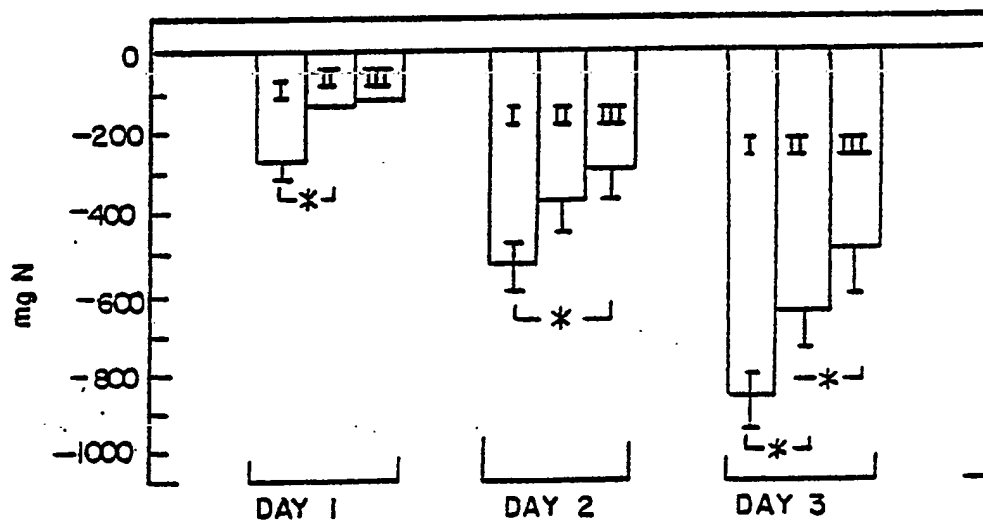 0
-200
-400
-600
-800
-1000
mg N
I II III
I II III
I II III
*
*
*
*
DAY 1
DAY 2
DAY 3